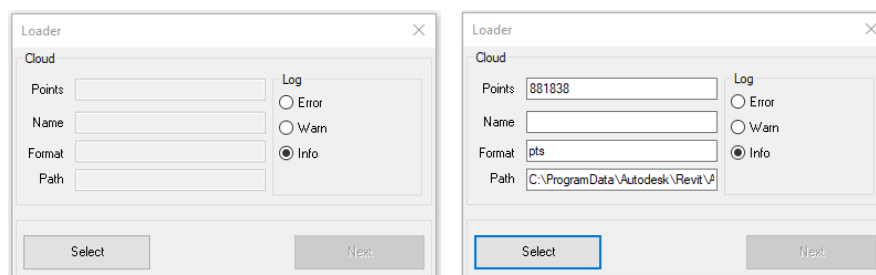 Loader
Cloud
Points
Name
Format
Path
Log
Error
Warn
Info
Select
Next
Loader
Cloud
Points 881838
Name
Format pts
Path C:\ProgramData\Autodesk\Revit\A
Log
Error
Warn
Info
Select
Next